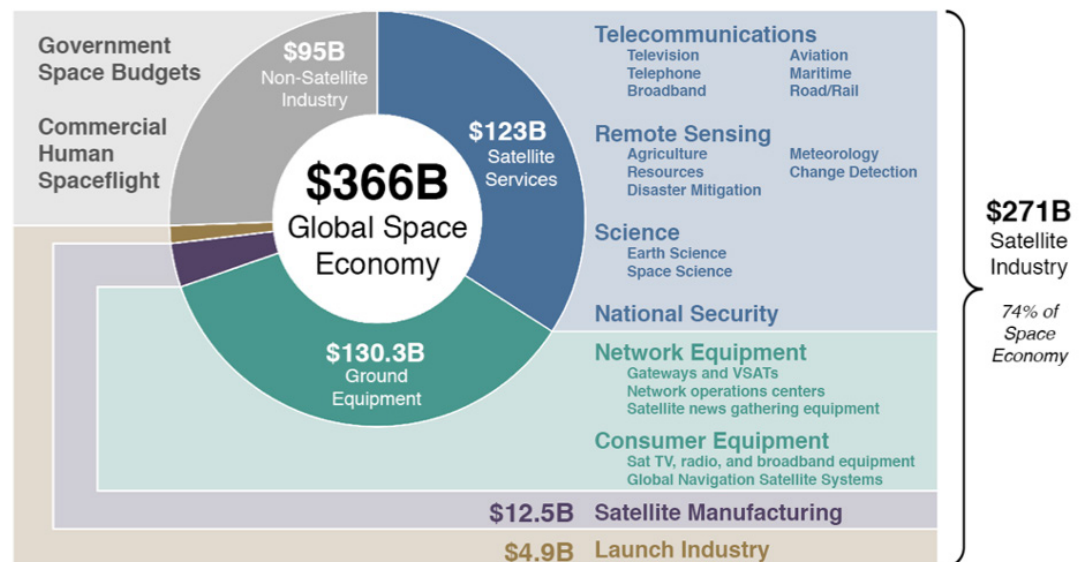 Government
Space Budgets
Commercial
Human
Spaceflight
$95B
Non-Satellite
Industry
$123B
Satellite
Services
$366B
Global Space
Economy
$130.3B
Ground
Equipment
Telecommunications
Television
Telephone
Broadband
Aviation
Maritime
Road/Rail
Remote Sensing
Agriculture
Resources
Disaster Mitigation
Meteorology
Change Detection
Science
Earth Science
Space Science
National Security
Network Equipment
Gateways and VSATs
Network operations centers
Satellite news gathering equipment
Consumer Equipment
Sat TV, radio, and broadband equipment
Global Navigation Satellite Systems
$12.5B Satellite Manufacturing
$4.9B Launch Industry
$271B
Satellite
Industry
74% of
Space
Economy